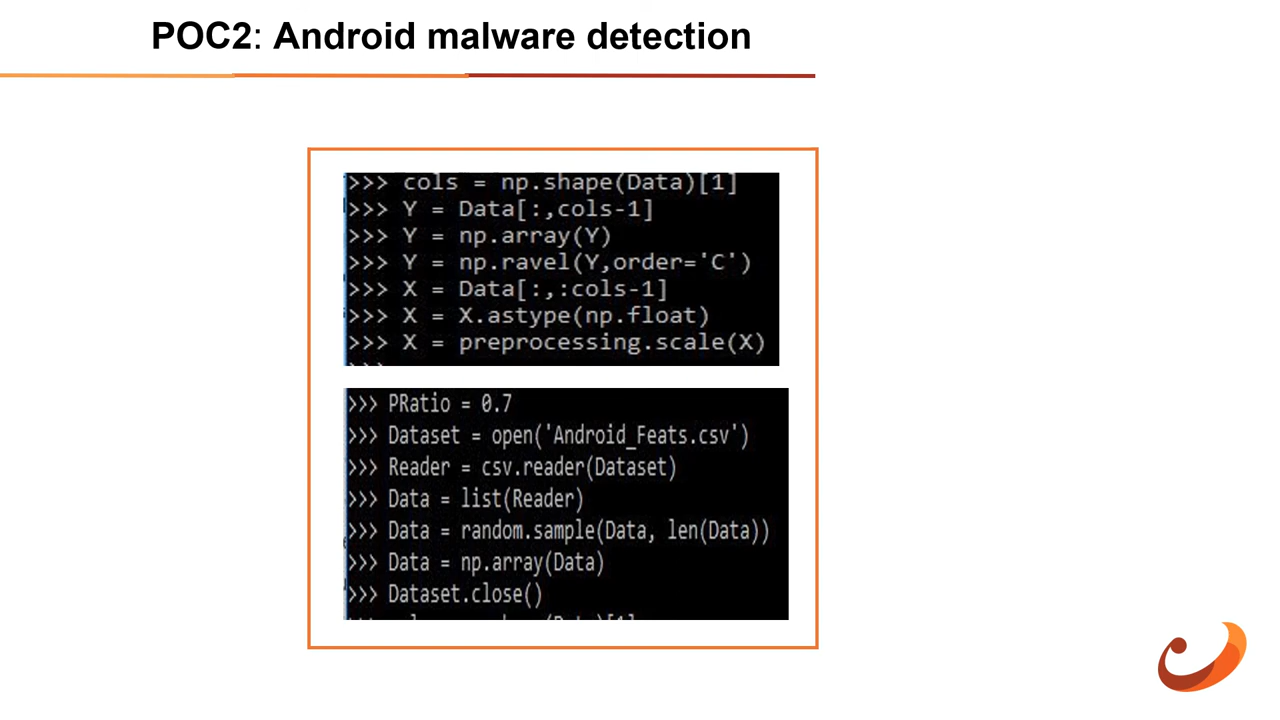 POC2: Android malware detection
>>> cols = np.shape(Data)[1]
>>> Y = Data[:,cols-1]
>>> Y = np.array(Y)
>>> Y = np.ravel(Y,order='C')
>>> X = Data[:,:cols-1]
>>> X = X.astype(np.float)
>>> X = preprocessing.scale(X)
>>> PRatio = 0.7
>>> Dataset = open('Android_Feats.csv')
>>> Reader = csv.reader(Dataset)
>>> Data = list(Reader)
>>> Data = random.sample(Data, len(Data))
>>> Data = np.array(Data)
>>> Dataset.close()